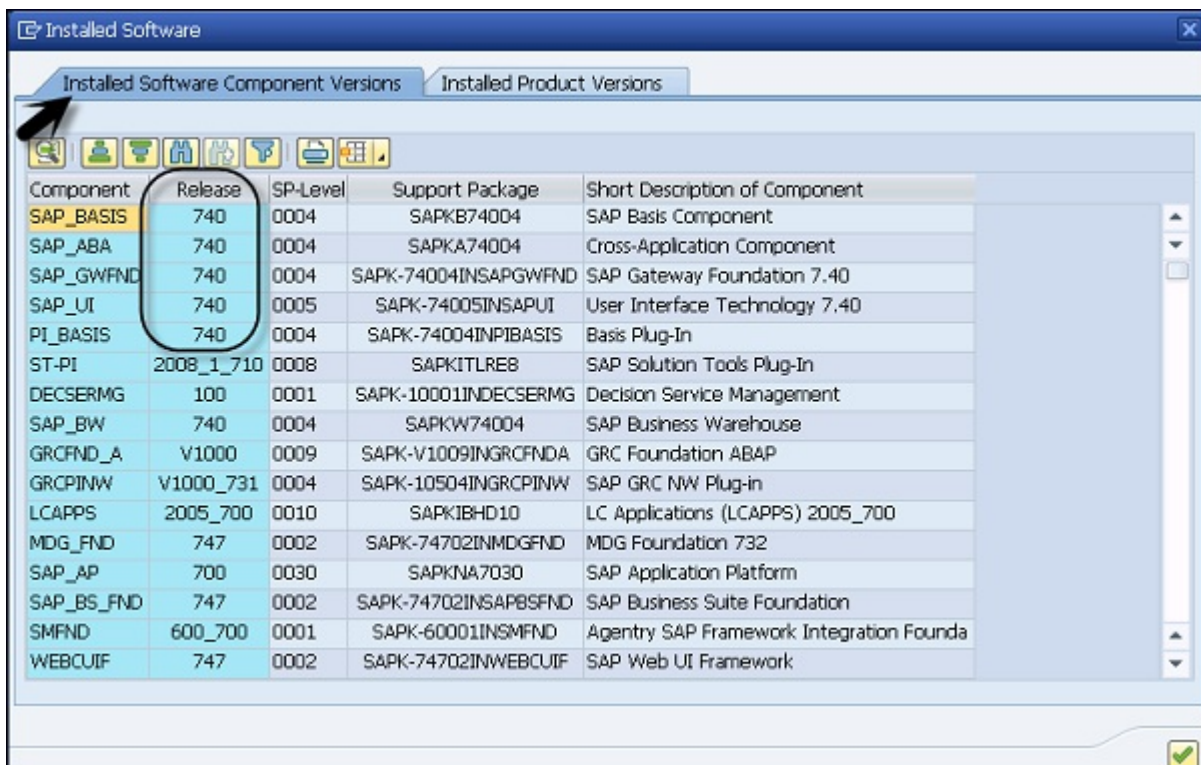 Installed Software
Installed Software Component Versions Installed Product Versions
Component Release SP-Level Support Package Short Description of Component
SAP_BASIS 740 0004 SAPKB74004 SAP Basis Component
SAP_ABA 740 0004 SAPKA74004 Cross-Application Component
SAP_GWFND 740 0004 SAPK-74004INSAPGWFND SAP Gateway Foundation 7.40
SAP_UI 740 0005 SAPK-74005INSAPUI User Interface Technology 7.40
PI_BASIS 740 0004 SAPK-74004INPIBASIS Basis Plug-In
ST-PI 2008_1_710 0008 SAPKITLRE8 SAP Solution Tools Plug-In
DECSERMG 100 0001 SAPK-10001INDECSERMG Decision Service Management
SAP_BW 740 0004 SAPKW74004 SAP Business Warehouse
GRCFND_A V1000 0009 SAPK-V1009INGRCFNDA GRC Foundation ABAP
GRCPINW V1000_731 0004 SAPK-10504INGRCPINW SAP GRC NW Plug-in
LCAPPS 2005_700 0010 SAPKIBHD10 LC Applications (LCAPPS) 2005_700
MDG_FND 747 0002 SAPK-74702INMDGFND MDG Foundation 732
SAP_AP 700 0030 SAPKNA7030 SAP Application Platform
SAP_BS_FND 747 0002 SAPK-74702INSAPBSFND SAP Business Suite Foundation
SMFND 600_700 0001 SAPK-60001INSMFND Agentry SAP Framework Integration Founda
WEBCUIF 747 0002 SAPK-74702INWEBCUIF SAP Web UI Framework